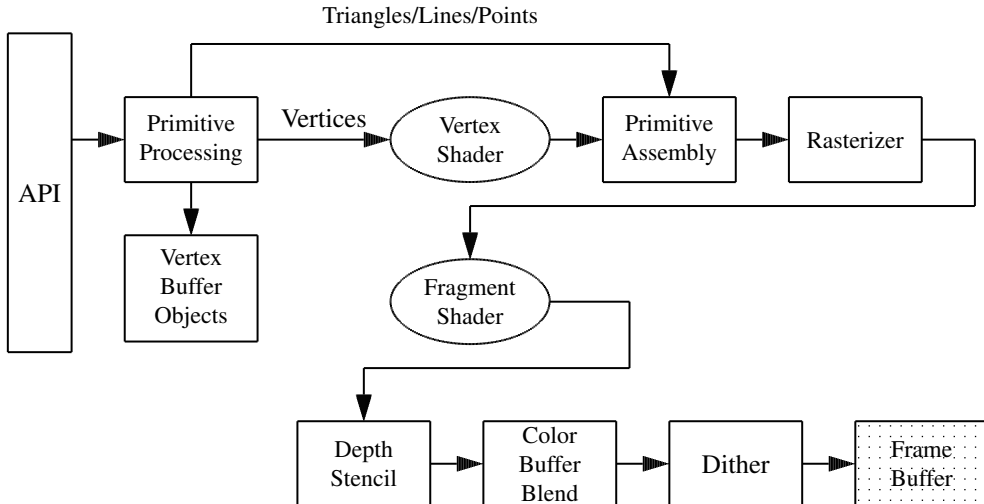 Triangles/Lines/Points
API
Primitive
Processing
Vertices
Vertex
Shader
Primitive
Assembly
Rasterizer
Vertex
Buffer
Objects
Fragment
Shader
Depth
Stencil
Color
Buffer
Blend
Dither
Frame
Buffer